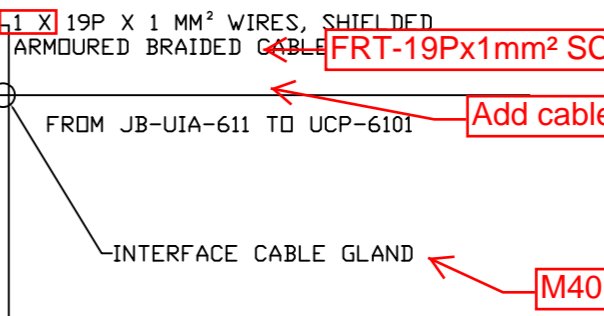 1 X 19P X 1 MM² WIRES, SHIELDED
ARMOURED BRAIDED CABLE
FRT-19Px1mm² SC
Add cable
FROM JB-UIA-611 TO UCP-6101
INTERFACE CABLE GLAND
M40